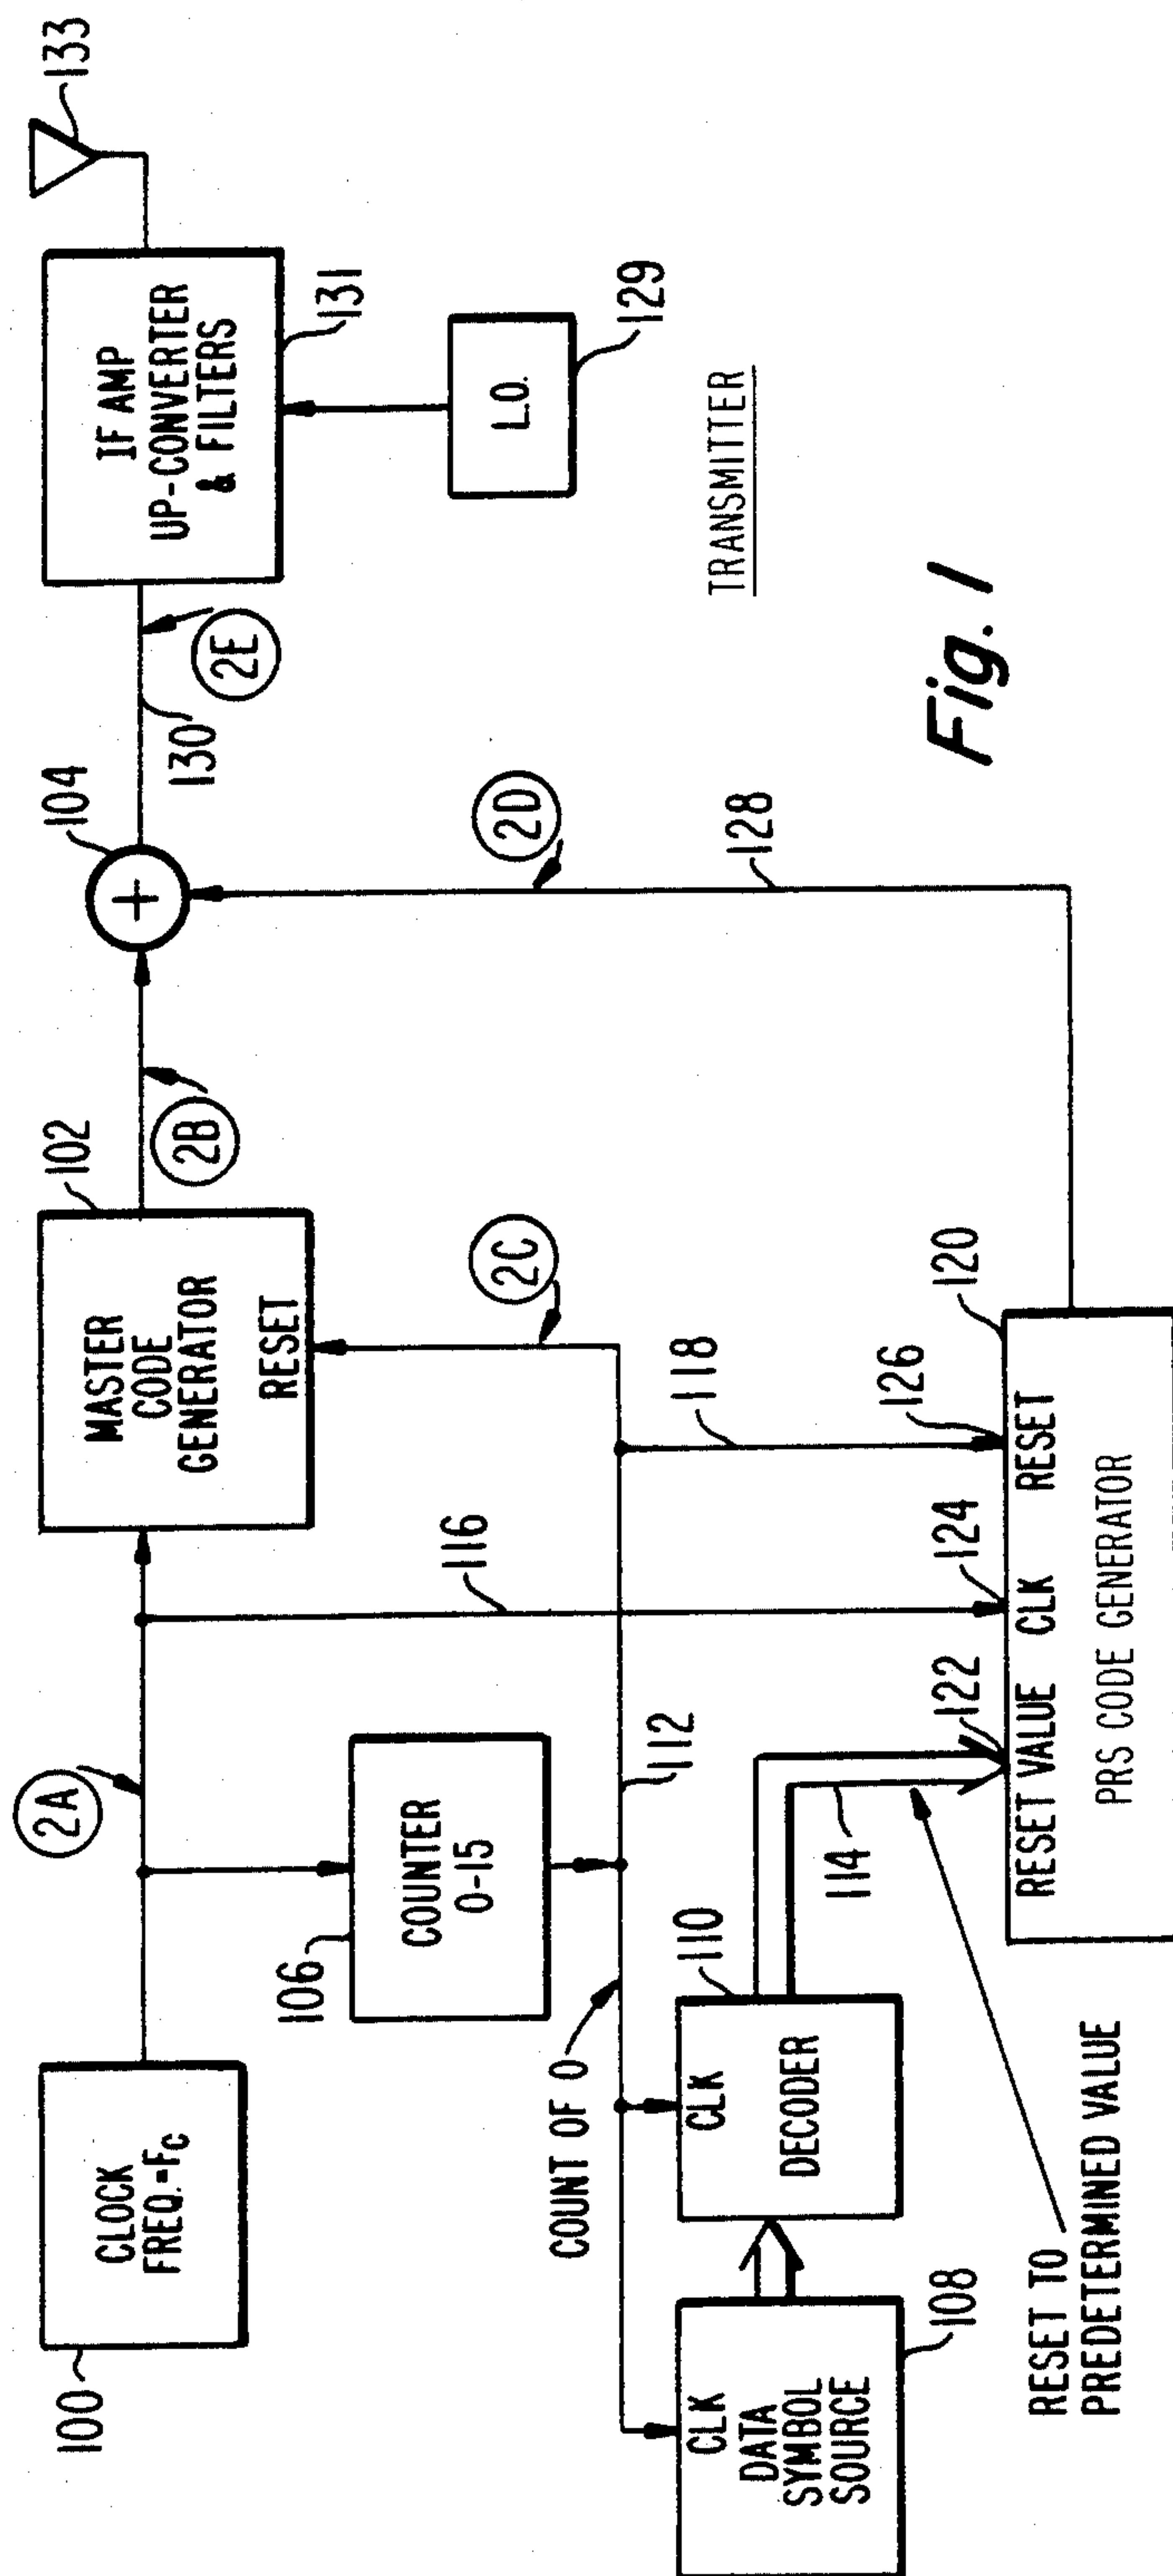 100
CLOCK
FREQ.=FC
2A
106
COUNTER
0-15
MASTER
CODE
GENERATOR
RESET
102
2B
104
130
2E
IF AMP
UP-CONVERTER
& FILTERS
131
133
L.O.
129
2C
2D
128
116
118
112
COUNT OF 0
CLK
DATA
SYMBOL
SOURCE
108
CLK
DECODER
110
114
RESET TO
PREDETERMINED VALUE
122
124
126
120
RESET VALUE CLK RESET
PRS CODE GENERATOR
TRANSMITTER
Fig. 1